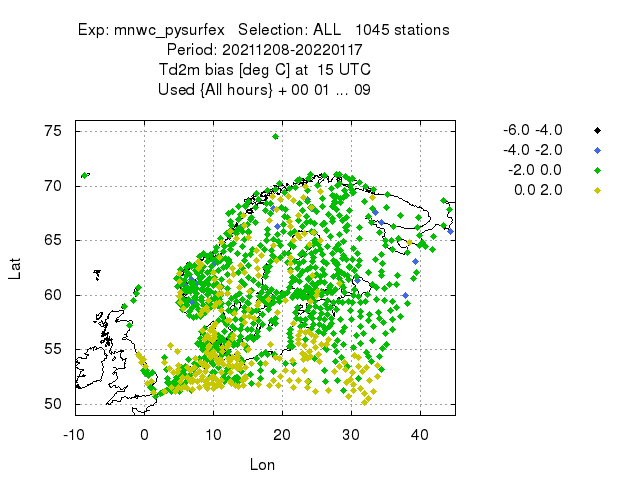 Exp: mnwc_pysurfex   Selection: ALL   1045 stations
Period: 20211208-20220117
Td2m bias [deg C] at  15 UTC
Used {All hours} + 00 01 ... 09
75
70
65
60
55
50
-10 0 10 20 30 40
Lat
Lon
-6.0 -4.0
-4.0 -2.0
-2.0 0.0
0.0 2.0